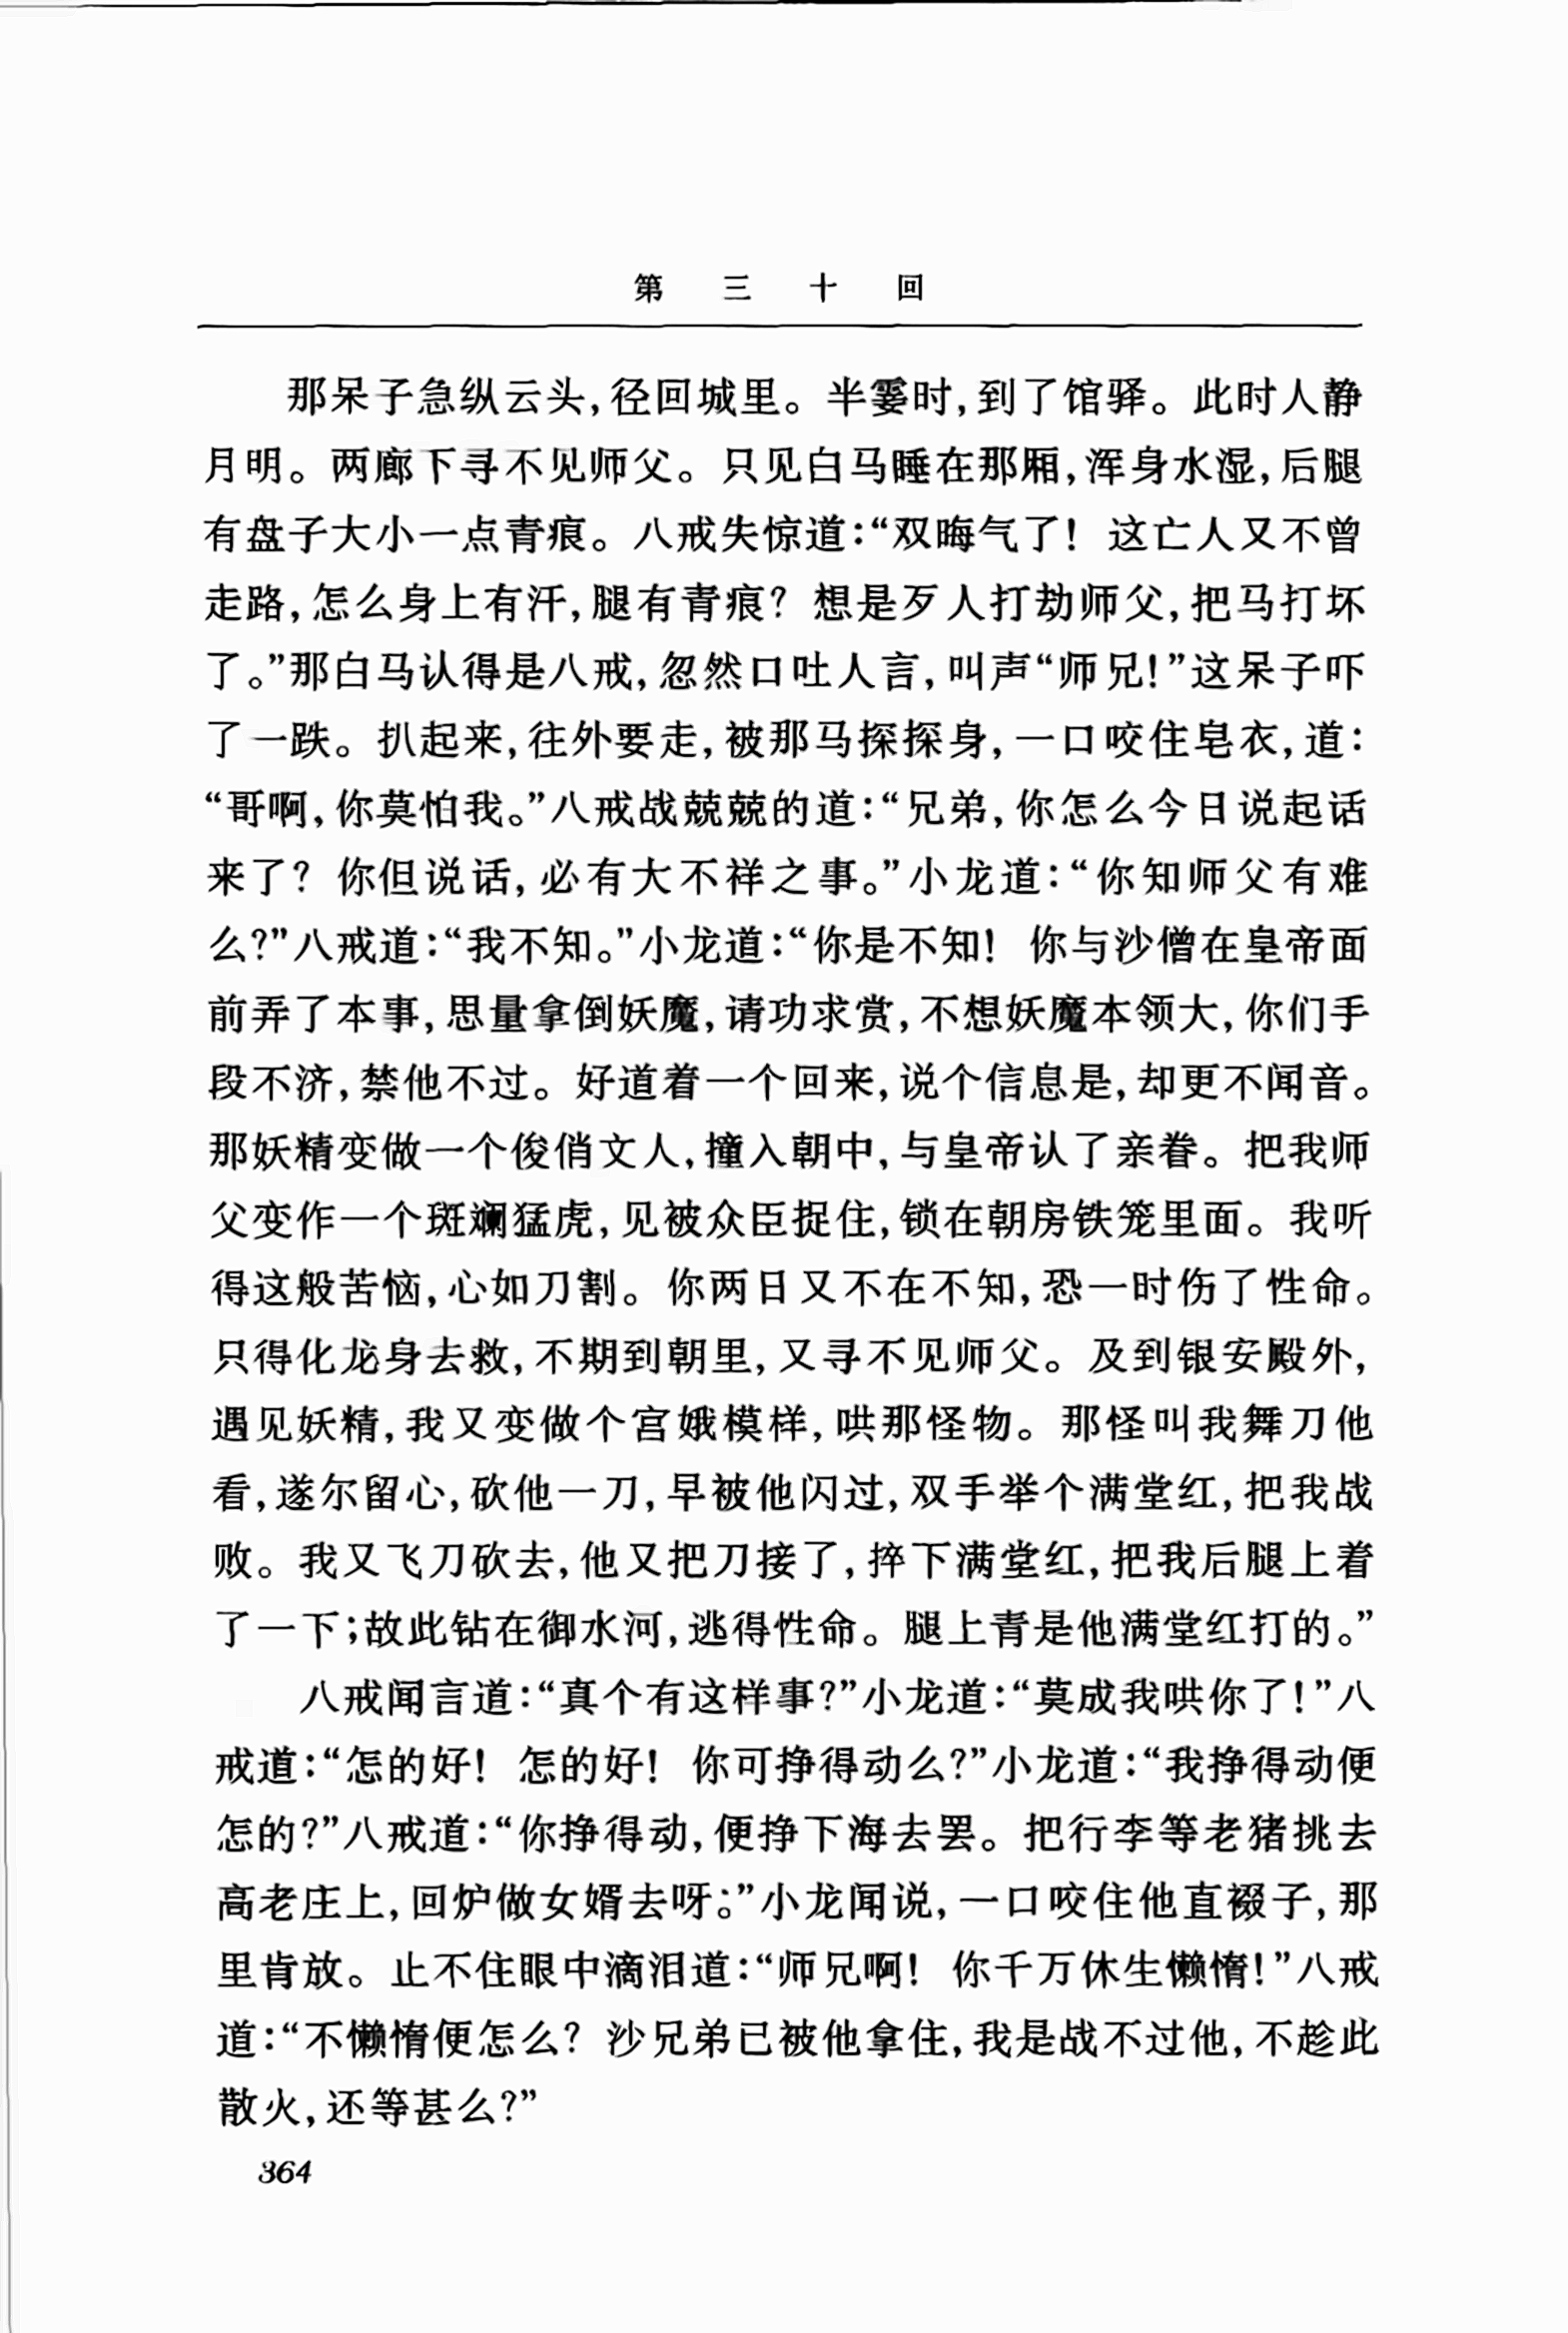 第三十回
那呆子急纵云头,径回城里。半霎时,到了馆驿。此时人静
月明。两廊下寻不见师父。只见白马睡在那厢,浑身水湿,后腿
有盘子大小一点青痕。八戒失惊道:“双晦气了! 这亡人又不曾
走路,怎么身上有汗,腿有青痕? 想是歹人打劫师父,把马打坏
了。”那白马认得是八戒,忽然口吐人言,叫声“师兄!”这呆子吓
了一跌。扒起来,往外要走,被那马探探身,一口咬住皂衣,道:
“哥啊,你莫怕我。”八戒战兢兢的道:“兄弟,你怎么今日说起话
来了? 你但说话,必有大不祥之事。”小龙道:“你知师父有难
么?”八戒道:“我不知。”小龙道:“你是不知! 你与沙僧在皇帝面
前弄了本事,思量拿倒妖魔,请功求赏,不想妖魔本领大,你们手
段不济,禁他不过。好道着一个回来,说个信息是,却更不闻音。
那妖精变做一个俊俏文人,撞入朝中,与皇帝认了亲眷。把我师
父变作一个斑斓猛虎,见被众臣捉住,锁在朝房铁笼里面。我听
得这般苦恼,心如刀割。你两日又不在不知,恐一时伤了性命。
只得化龙身去救,不期到朝里,又寻不见师父。及到银安殿外,
遇见妖精,我又变做个宫娥模样,哄那怪物。那怪叫我舞刀他
看,遂尔留心,砍他一刀,早被他闪过,双手举个满堂红,把我战
败。我又飞刀砍去,他又把刀接了,捽下满堂红,把我后腿上着
了一下;故此钻在御水河,逃得性命。腿上青是他满堂红打的。”
八戒闻言道:“真个有这样事?”小龙道:“莫成我哄你了!”八
戒道:“怎的好! 怎的好! 你可挣得动么?”小龙道:“我挣得动便
怎的?”八戒道:“你挣得动,便挣下海去罢。把行李等老猪挑去
高老庄上,回炉做女婿去呀。”小龙闻说,一口咬住他直裰子,那
里肯放。止不住眼中滴泪道:“师兄啊! 你千万休生懒惰!”八戒
道:“不懒惰便怎么? 沙兄弟已被他拿住,我是战不过他,不趁此
散火,还等甚么?”
364